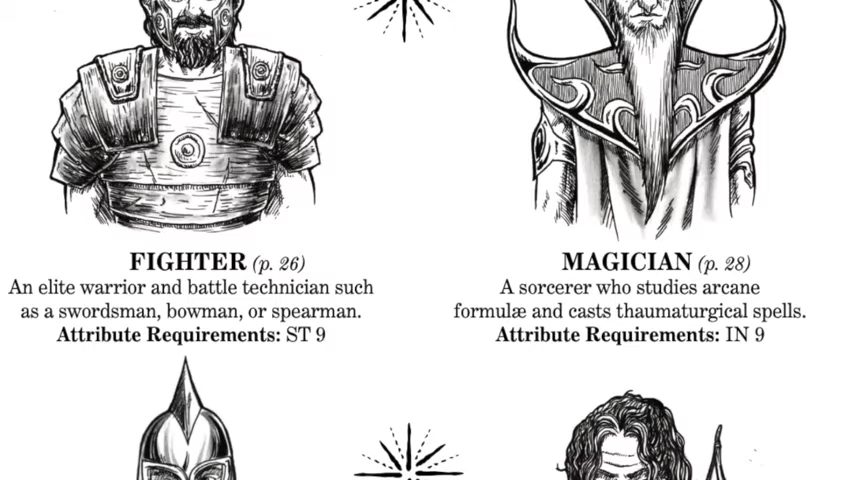 FIGHTER (p. 26)
An elite warrior and battle technician such
as a swordsman, bowman, or spearman.
Attribute Requirements: ST 9
MAGICIAN (p. 28)
A sorcerer who studies arcane
formulæ and casts thaumaturgical spells.
Attribute Requirements: IN 9